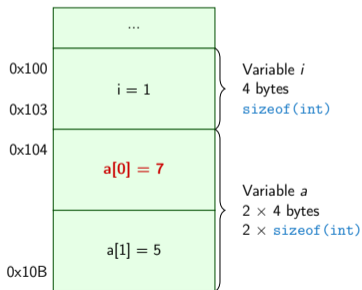 ...
0x100
i = 1
0x103
Variable i
4 bytes
sizeof(int)
0x104
a[0] = 7
a[1] = 5
0x10B
Variable a
2 × 4 bytes
2 × sizeof(int)